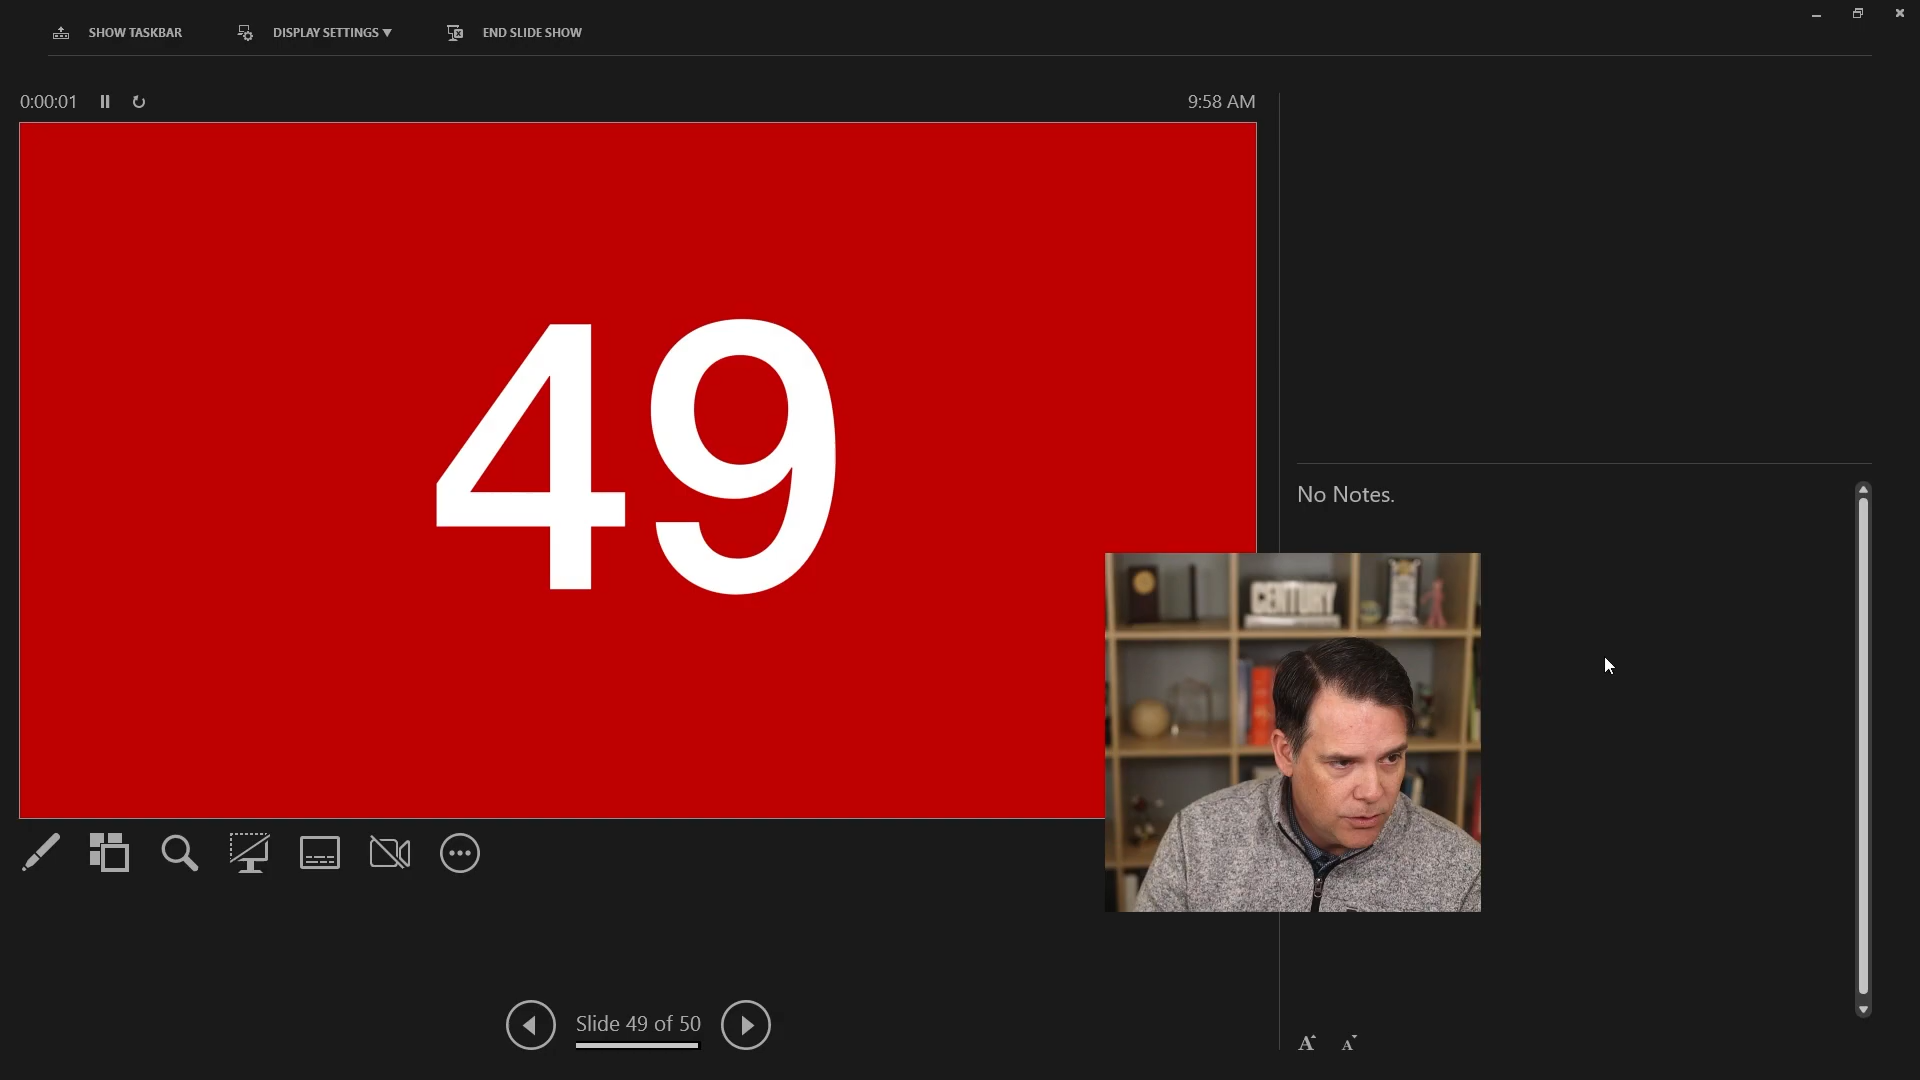 SHOW TASKBAR
DISPLAY SETTINGS ▼
END SLIDE SHOW
0:00:01
9:58 AM
49
No Notes.
CENTURY
Slide 49 of 50
A
A